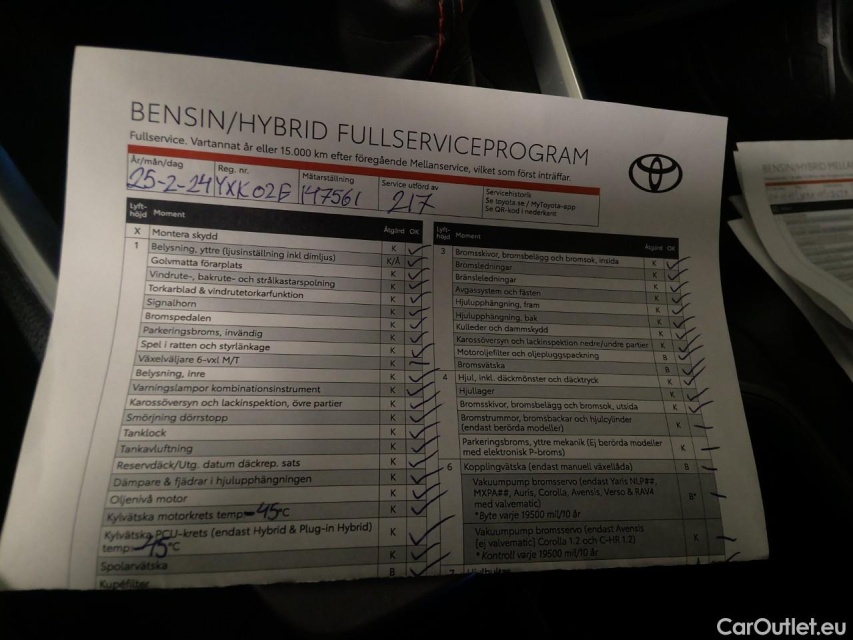 BENSIN/HYBRID FULLSERVICEPROGRAM
Fullservice. Vartannat år eller 15.000 km efter föregående Mellanservice, vilket som först inträffar.
År/mån/dag Reg. nr. Mätarställning Service utförd av Servicehistorik
Se toyota.se / MyToyota-app
Se QR-kod i nederkant
25-2-24 YXK02F 147561 217
Lyft-höjd Moment Åtgärd OK
X Montera skydd
1 Belysning, yttre (ljusinställning inkl dimljus) K
Golvmatta förarplats K/Å
Vindrute-, bakrute- och strålkastarspolning K
Torkarblad & vindrutetorkarfunktion K
Signalhorn K
Bromspedalen K
Parkeringsbroms, invändig K
Spel i ratten och styrlänkage K
Växelväljare 6-vxl M/T K
Belysning, inre K
Varningslampor kombinationsinstrument K
Karossöversyn och lackinspektion, övre partier K
Smörjning dörrstopp K
Tanklock K
Tankavluftning K
Reservdäck/Utg. datum däckrep. sats K
Dämpare & fjädrar i hjulupphängningen K
Oljenivå motor K
Kylvätska motorkrets temp -45°C K
Kylvätska PCU-krets (endast Hybrid & Plug-in Hybrid)
temp -45°C K
Spolarvätska K
Kupéfilter B
Lyft-höjd Moment Åtgärd OK
3 Bromsskivor, bromsbelägg och bromsok, insida K
Bromsledningar K
Bränsleledningar K
Avgassystem och fästen K
Hjulupphängning, fram K
Hjulupphängning, bak K
Kulleder och dammskydd K
Karossöversyn och lackinspektion nedre/undre partier K
Motoroljefilter och oljepluggspackning B
Bromsvätska B
4 Hjul, inkl. däckmönster och däcktryck K
Hjullager K
Bromsskivor, bromsbelägg och bromsok, utsida K
Bromstrummor, bromsbackar och hjulcylinder
(endast berörda modeller) K
Parkeringsbroms, yttre mekanik (Ej berörda modeller
med elektronisk P-broms) K
6 Kopplingvätska (endast manuell växellåda) B
Vakuumpump bromsservo (endast Yaris NLP##,
MXPA##, Auris, Corolla, Avensis, Verso & RAV4
med valvematic) B*
*Byte varje 19500 mil/10 år
Vakuumpump bromsservo (endast Avensis
(ej valvematic) Corolla 1.2 och C-HR 1.2) K
*Kontroll varje 19500 mil/10 år
BENSIN/HYBRID
CarOutlet.eu